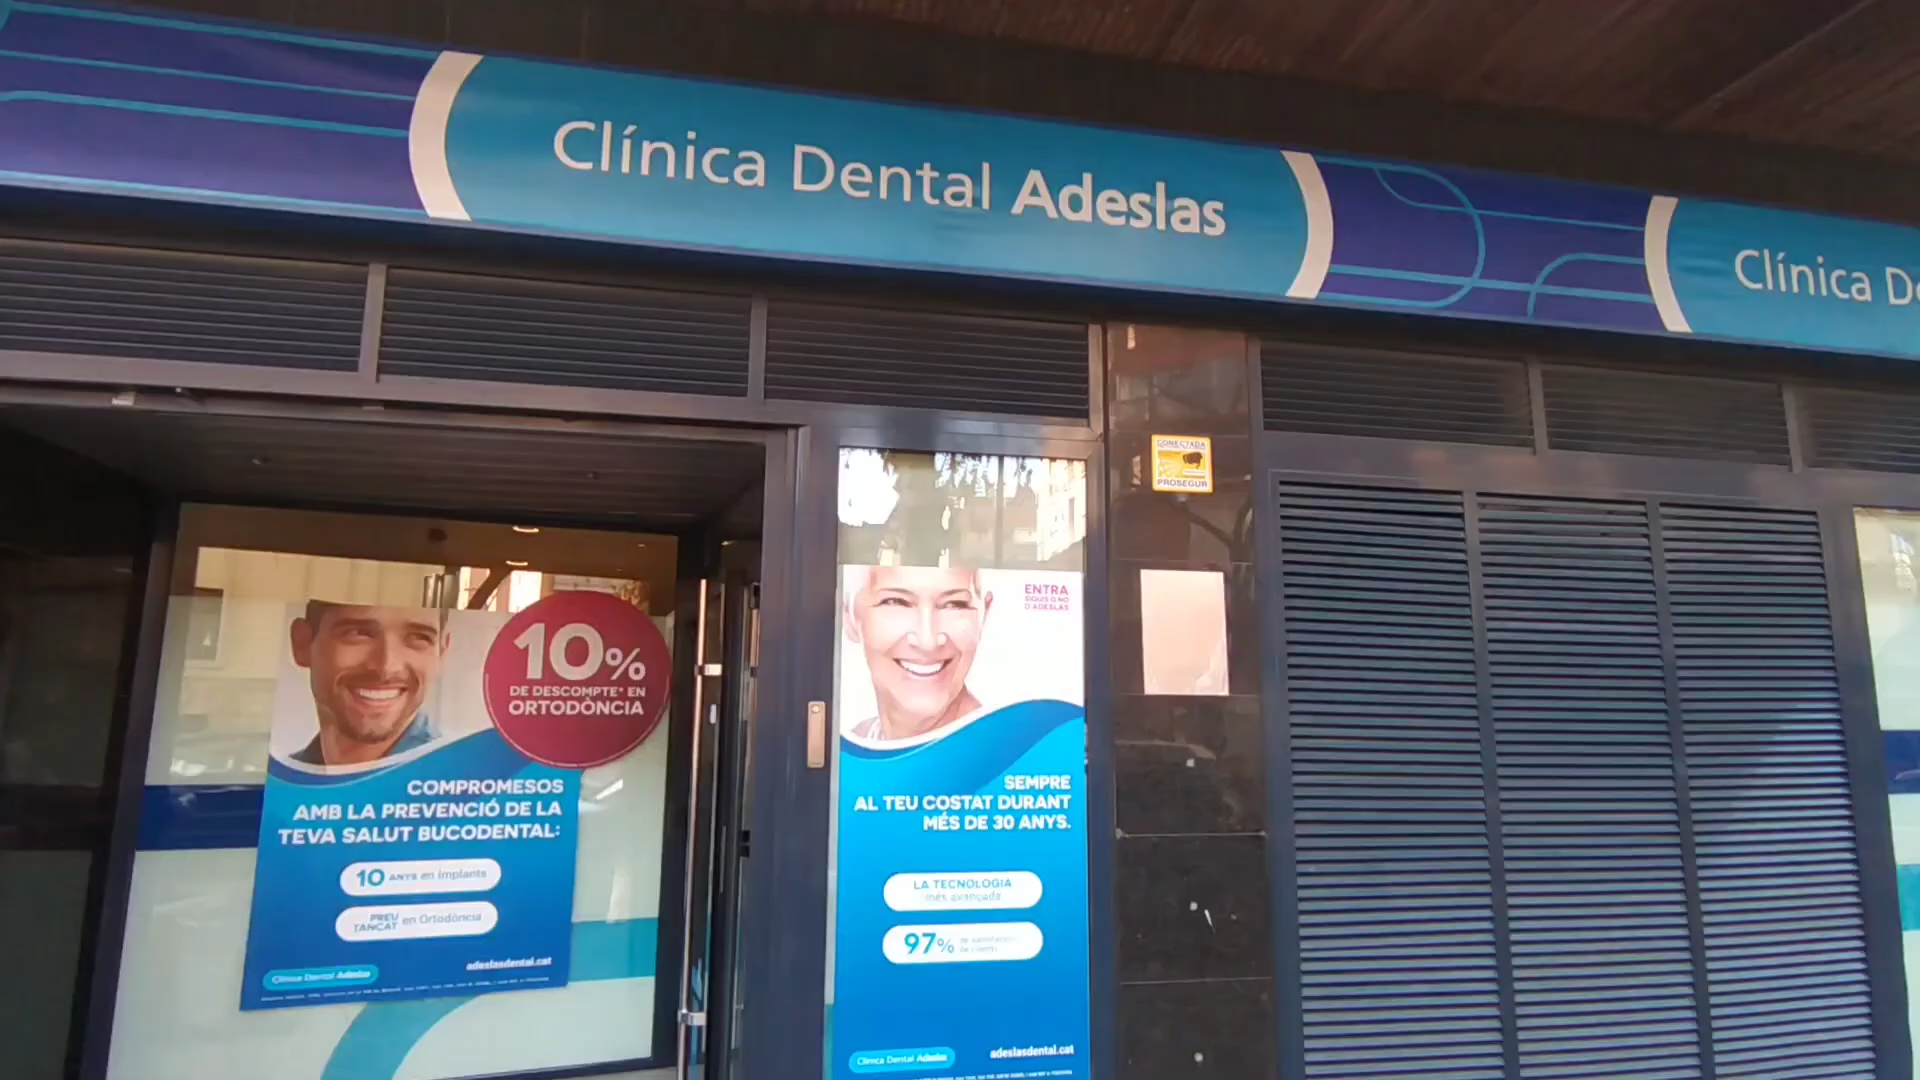 Clínica Dental Adeslas
Clínica
CONECTADA
PROSEGUR
10%
DE DESCOMPTE* EN
ORTODÒNCIA
COMPROMESOS
AMB LA PREVENCIÓ DE LA
TEVA SALUT BUCODENTAL:
10 ANYS en implants
PREU
TANCAT en Ortodòncia
adeslasdental.cat
Clínica Dental Adeslas
ENTRA
SIGUIS O NO
D'ADESLAS
SEMPRE
AL TEU COSTAT DURANT
MÉS DE 30 ANYS.
LA TECNOLOGIA
més avançada
97%
Clínica Dental Adeslas
adeslasdental.cat